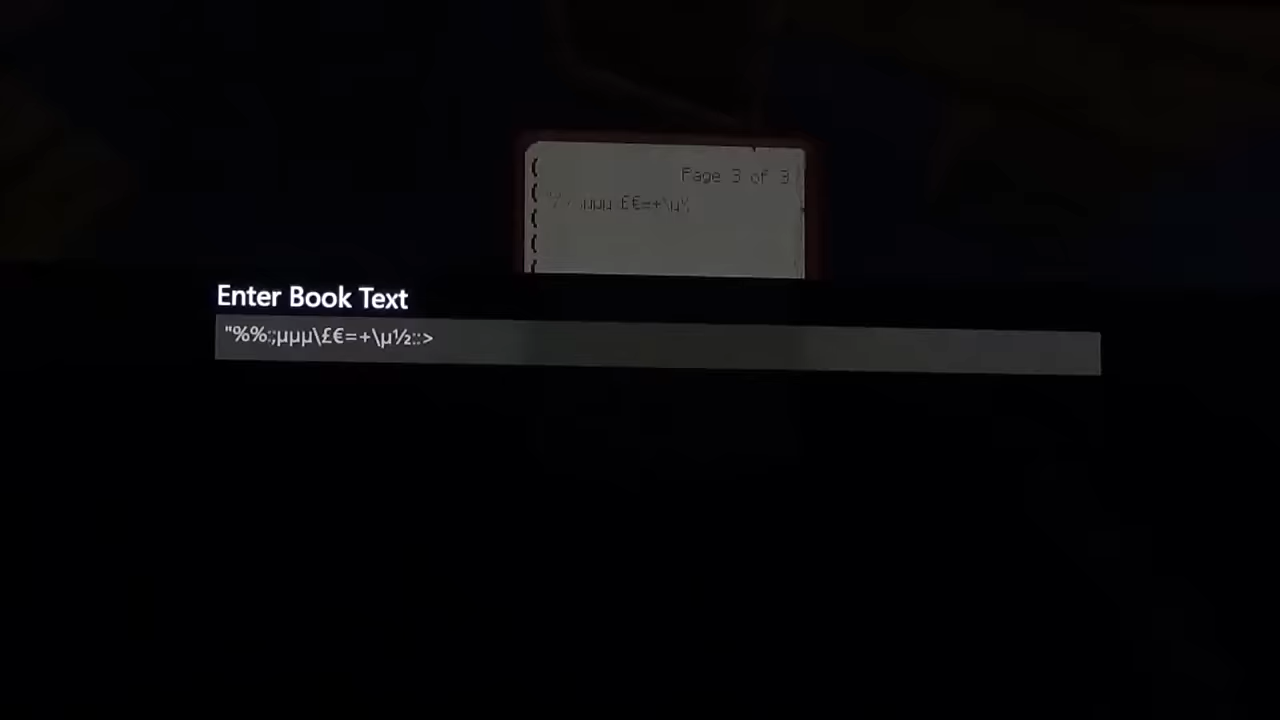 Page 3 of 3
Enter Book Text
"%%:;µµµ\£€=+\µ½::>